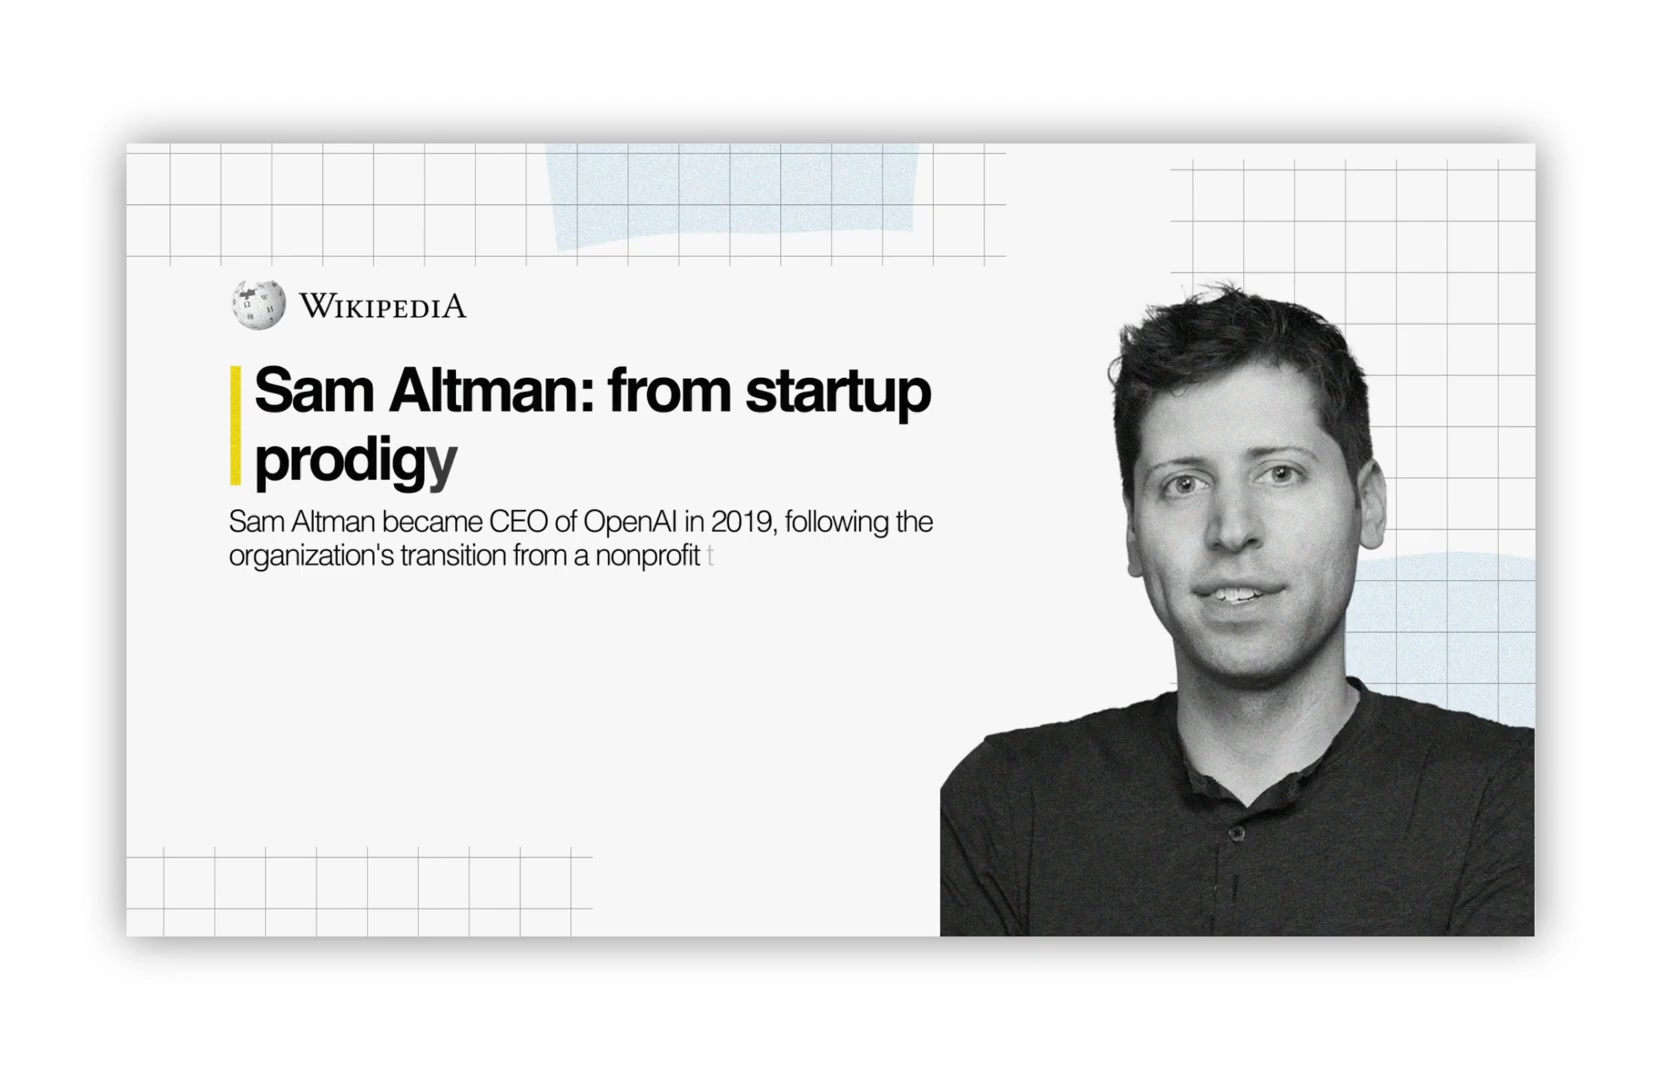 WIKIPEDIA
Sam Altman: from startup
prodigy
Sam Altman became CEO of OpenAI in 2019, following the
organization's transition from a nonprofit t